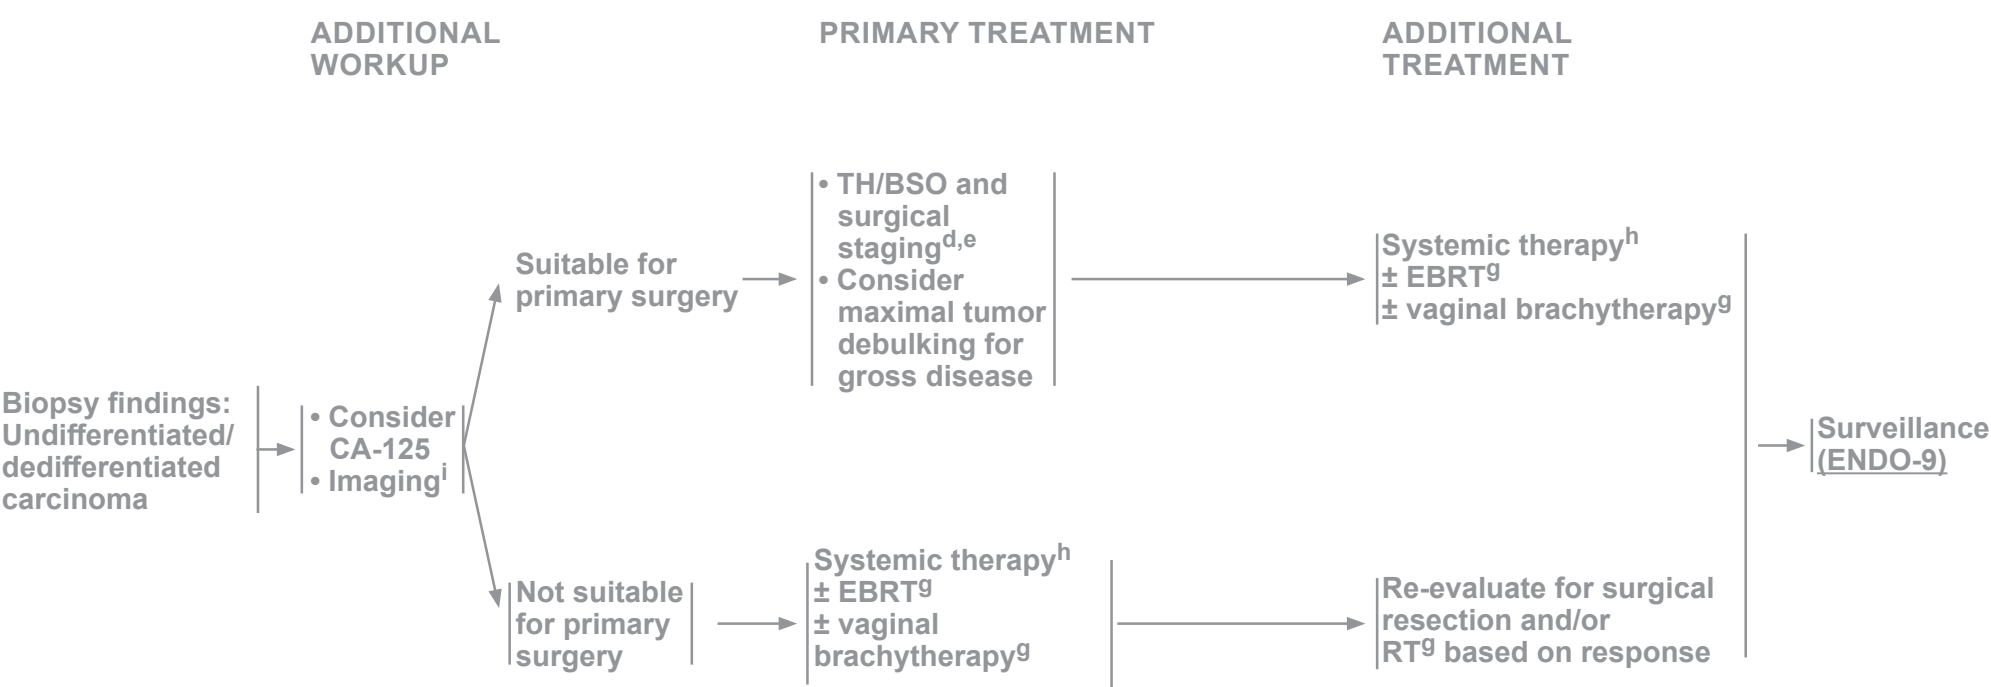 ADDITIONAL
WORKUP
PRIMARY TREATMENT
ADDITIONAL
TREATMENT
Biopsy findings:
Undifferentiated/
dedifferentiated
carcinoma
• Consider
CA-125
• Imagingⁱ
Suitable for
primary surgery
• TH/BSO and
surgical
stagingᵈ,ᵉ
• Consider
maximal tumor
debulking for
gross disease
Systemic therapyʰ
± EBRTᵍ
± vaginal brachytherapyᵍ
Not suitable
for primary
surgery
Systemic therapyʰ
± EBRTᵍ
± vaginal
brachytherapyᵍ
Re-evaluate for surgical
resection and/or
RTᵍ based on response
Surveillance
(ENDO-9)